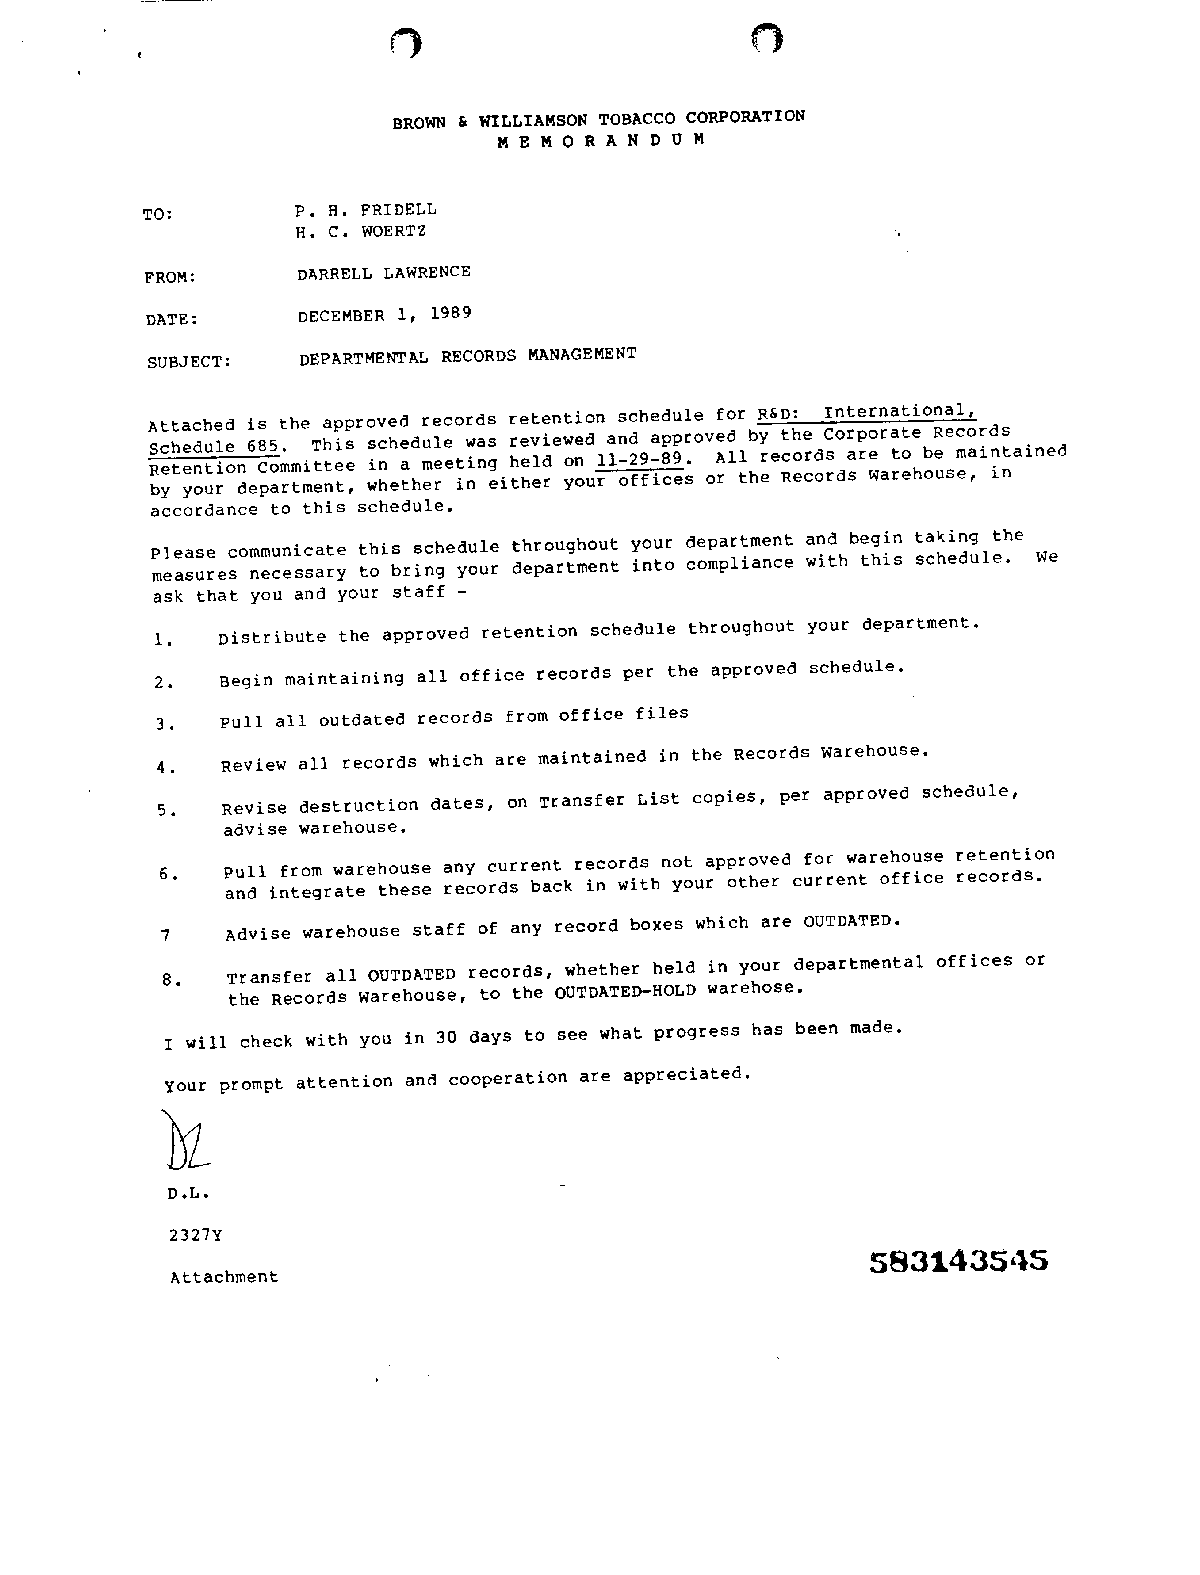 BROWN & WILLIAMSON TOBACCO CORPORATION
M E M O R A N D U M
TO: P. H. FRIDELL
H. C. WOERTZ
FROM: DARRELL LAWRENCE
DATE: DECEMBER 1, 1989
SUBJECT: DEPARTMENTAL RECORDS MANAGEMENT
Attached is the approved records retention schedule for R&D: International,
Schedule 685. This schedule was reviewed and approved by the Corporate Records
Retention Committee in a meeting held on 11-29-89. All records are to be maintained
by your department, whether in either your offices or the Records Warehouse, in
accordance to this schedule.
Please communicate this schedule throughout your department and begin taking the
measures necessary to bring your department into compliance with this schedule. We
ask that you and your staff -
1. Distribute the approved retention schedule throughout your department.
2. Begin maintaining all office records per the approved schedule.
3. Pull all outdated records from office files
4. Review all records which are maintained in the Records Warehouse.
5. Revise destruction dates, on Transfer List copies, per approved schedule,
advise warehouse.
6. Pull from warehouse any current records not approved for warehouse retention
and integrate these records back in with your other current office records.
7 Advise warehouse staff of any record boxes which are OUTDATED.
8. Transfer all OUTDATED records, whether held in your departmental offices or
the Records Warehouse, to the OUTDATED-HOLD warehose.
I will check with you in 30 days to see what progress has been made.
Your prompt attention and cooperation are appreciated.
DL
D.L.
2327Y
Attachment
583143545